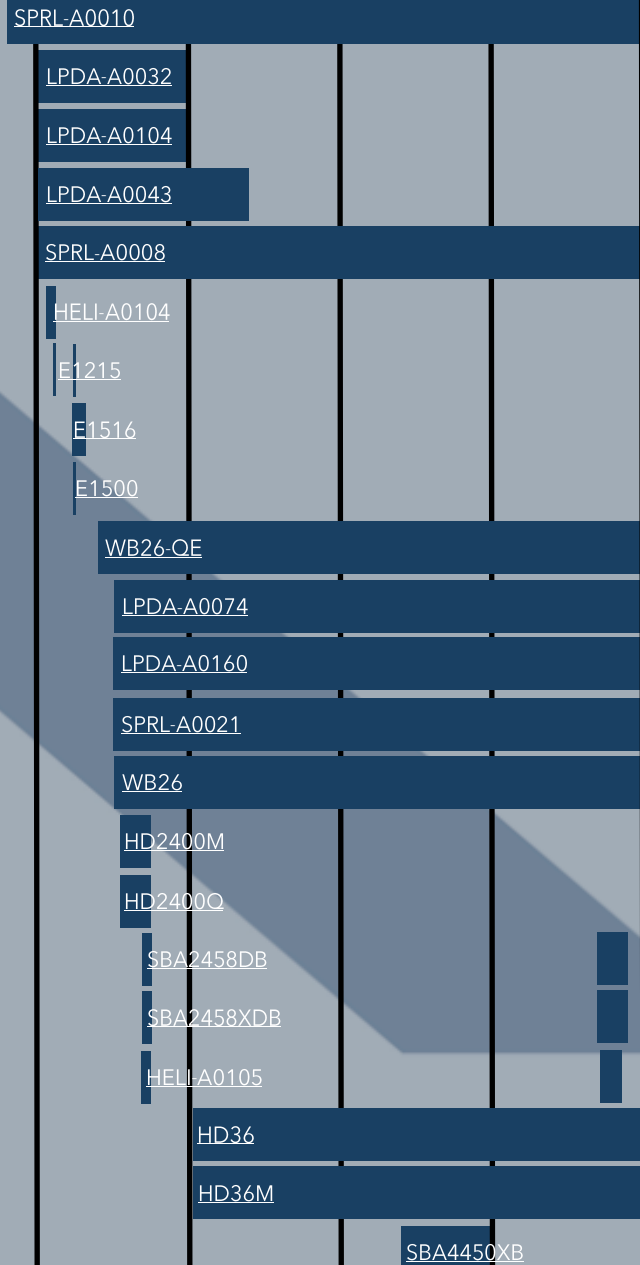 SPRL-A0010
LPDA-A0032
LPDA-A0104
LPDA-A0043
SPRL-A0008
HELI-A0104
E1215
E1516
E1500
WB26-QE
LPDA-A0074
LPDA-A0160
SPRL-A0021
WB26
HD2400M
HD2400Q
SBA2458DB
SBA2458XDB
HELI-A0105
HD36
HD36M
SBA4450XB